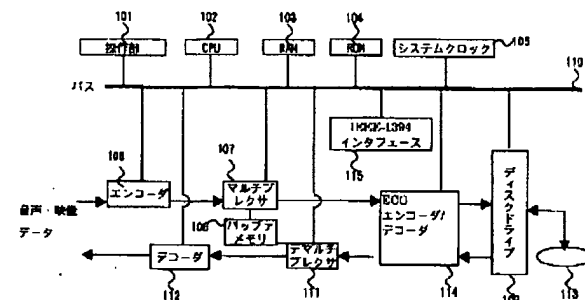 101
102
103
104
操作部
CPU
RAM
ROM
システムクロック
105
110
バス
IEEE-1394
インタフェース
115
107
エンコーダ
マルチプレクサ
ECC
エンコーダ/
デコーダ
ディスクドライブ
音声・映像
データ
バッファ
メモリ
デコーダ
デマルチ
プレクサ
112
111
114
113